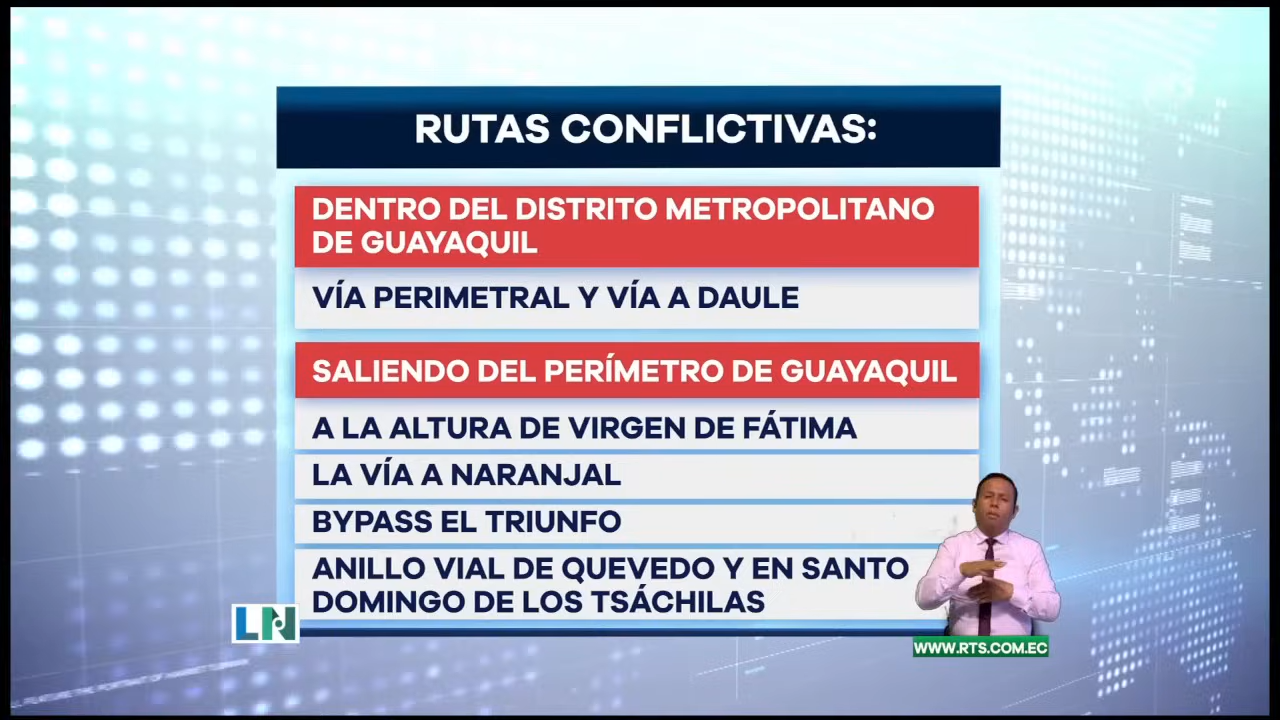 RUTAS CONFLICTIVAS:
DENTRO DEL DISTRITO METROPOLITANO
DE GUAYAQUIL
VÍA PERIMETRAL Y VÍA A DAULE
SALIENDO DEL PERÍMETRO DE GUAYAQUIL
A LA ALTURA DE VIRGEN DE FÁTIMA
LA VÍA A NARANJAL
BYPASS EL TRIUNFO
ANILLO VIAL DE QUEVEDO Y EN SANTO
DOMINGO DE LOS TSÁCHILAS
LN
WWW.RTS.COM.EC